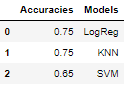 Accuracies Models
0 0.75 LogReg
1 0.75 KNN
2 0.65 SVM